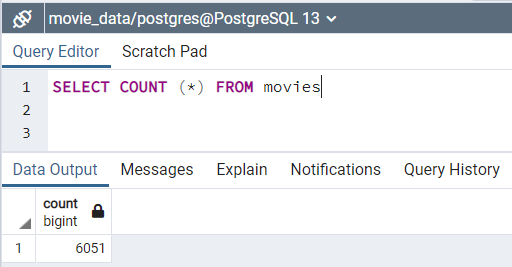 movie_data/postgres@PostgreSQL 13
Query Editor Scratch Pad
1 SELECT COUNT (*) FROM movies
2
3
Data Output Messages Explain Notifications Query History
count
bigint
1 6051